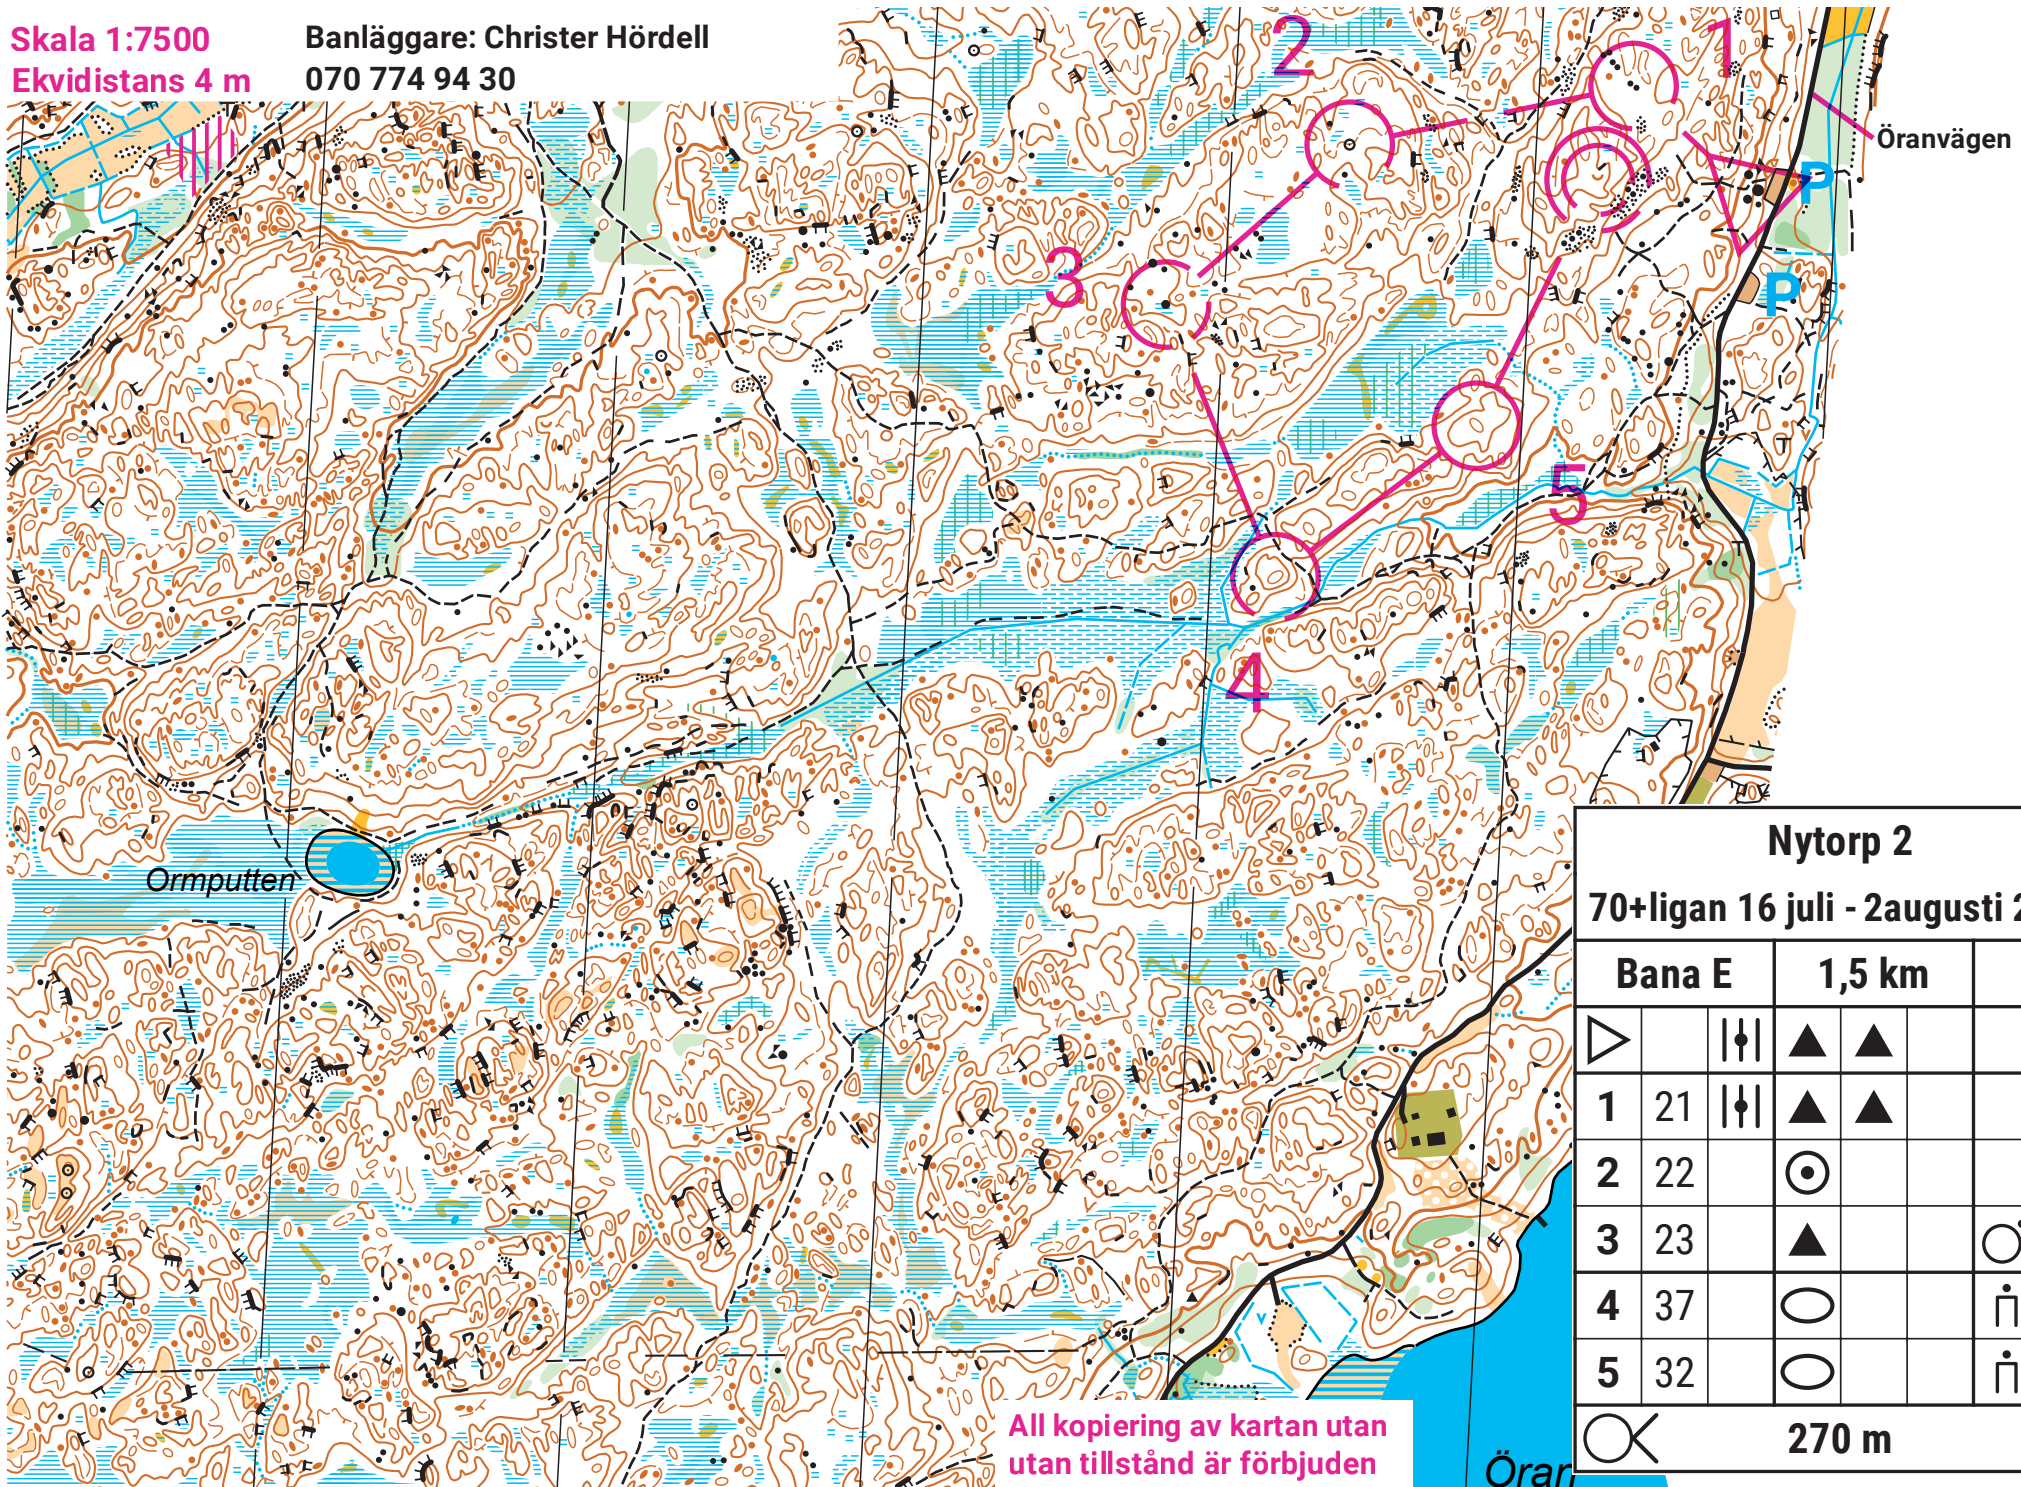 Skala 1:7500
Ekvidistans 4 m
Banläggare: Christer Hördell
070 774 94 30
2
1
Öranvägen
P
3
P
5
4
Ormputten
Nytorp 2
70+ligan 16 juli - 2augusti 2
Bana E 1,5 km
1 21
2 22
3 23
4 37
5 32
270 m
All kopiering av kartan utan
utan tillstånd är förbjuden
Öran